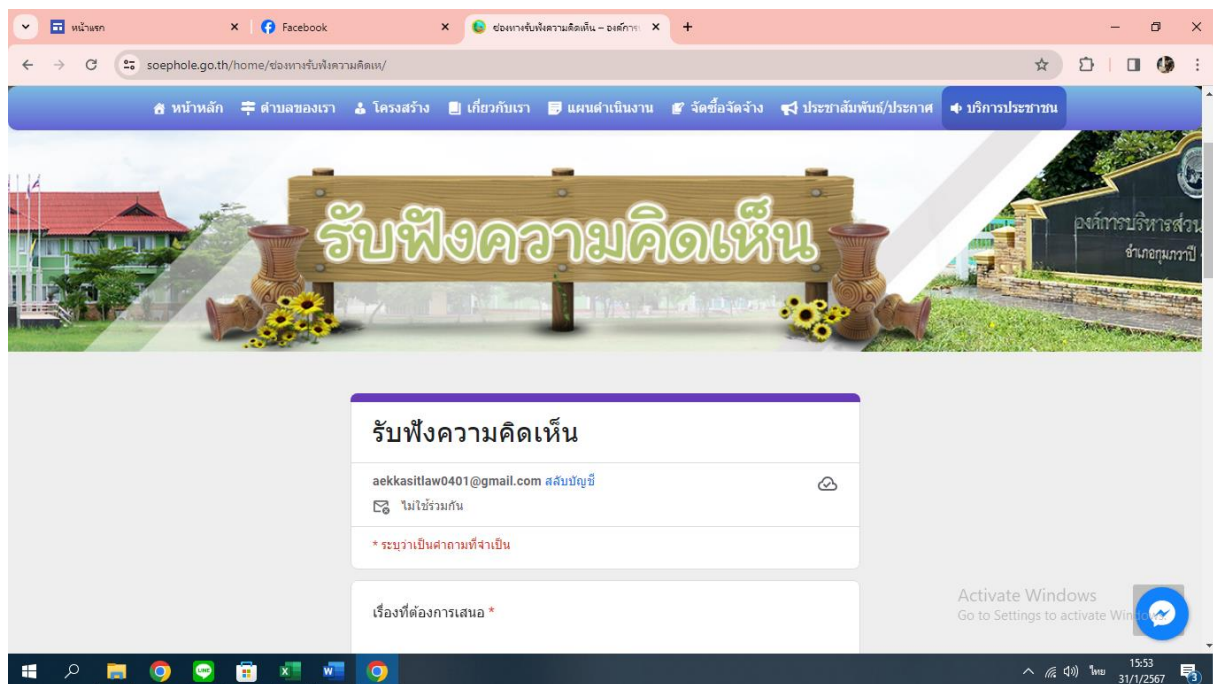 หน้าแรก
Facebook
ช่องทางรับฟังความคิดเห็น – องค์การบ
soephole.go.th/home/ช่องทางรับฟังความคิดเห/
หน้าหลัก
ตำบลของเรา
โครงสร้าง
เกี่ยวกับเรา
แผนดำเนินงาน
จัดซื้อจัดจ้าง
ประชาสัมพันธ์/ประกาศ
บริการประชาชน
รับฟังความคิดเห็น
องค์การบริหารส่วน
อำเภอกุมภวาปี
รับฟังความคิดเห็น
aekkasitlaw0401@gmail.com สลับบัญชี
ไม่ใช้ร่วมกัน
* ระบุว่าเป็นคำถามที่จำเป็น
เรื่องที่ต้องการเสนอ *
Activate Windows
Go to Settings to activate Windows.
ไทย
15:53
31/1/2567
3